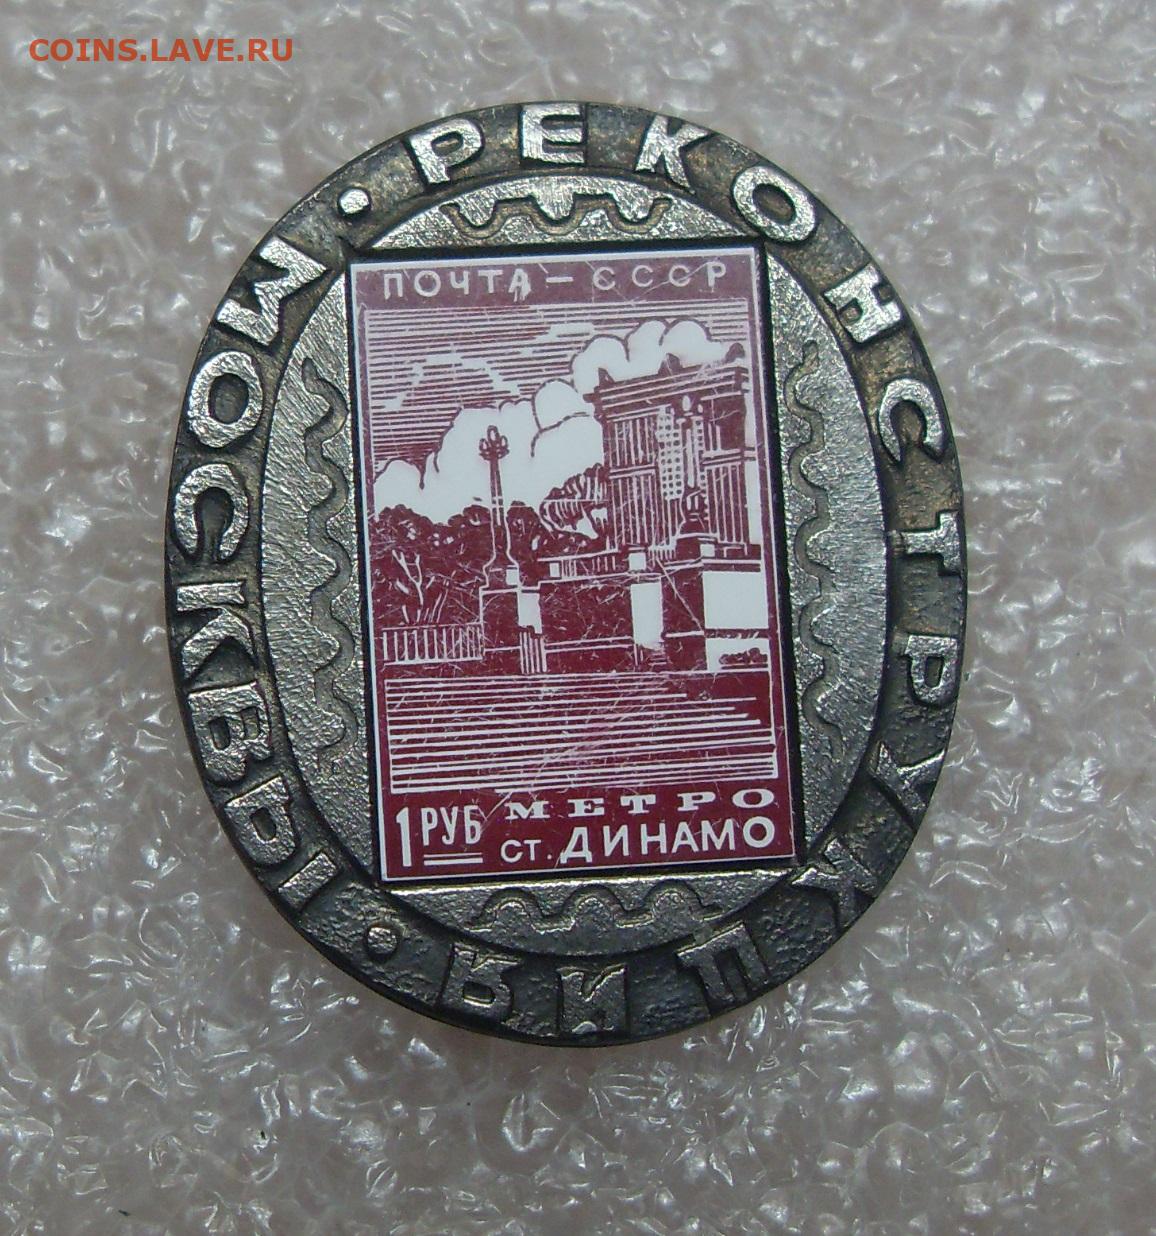 COINS.LAVE.RU
РЕКОНСТРУКЦИЯ • МОСКВЫ •
ПОЧТА — СССР
1 РУБ МЕТРО
СТ. ДИНАМО